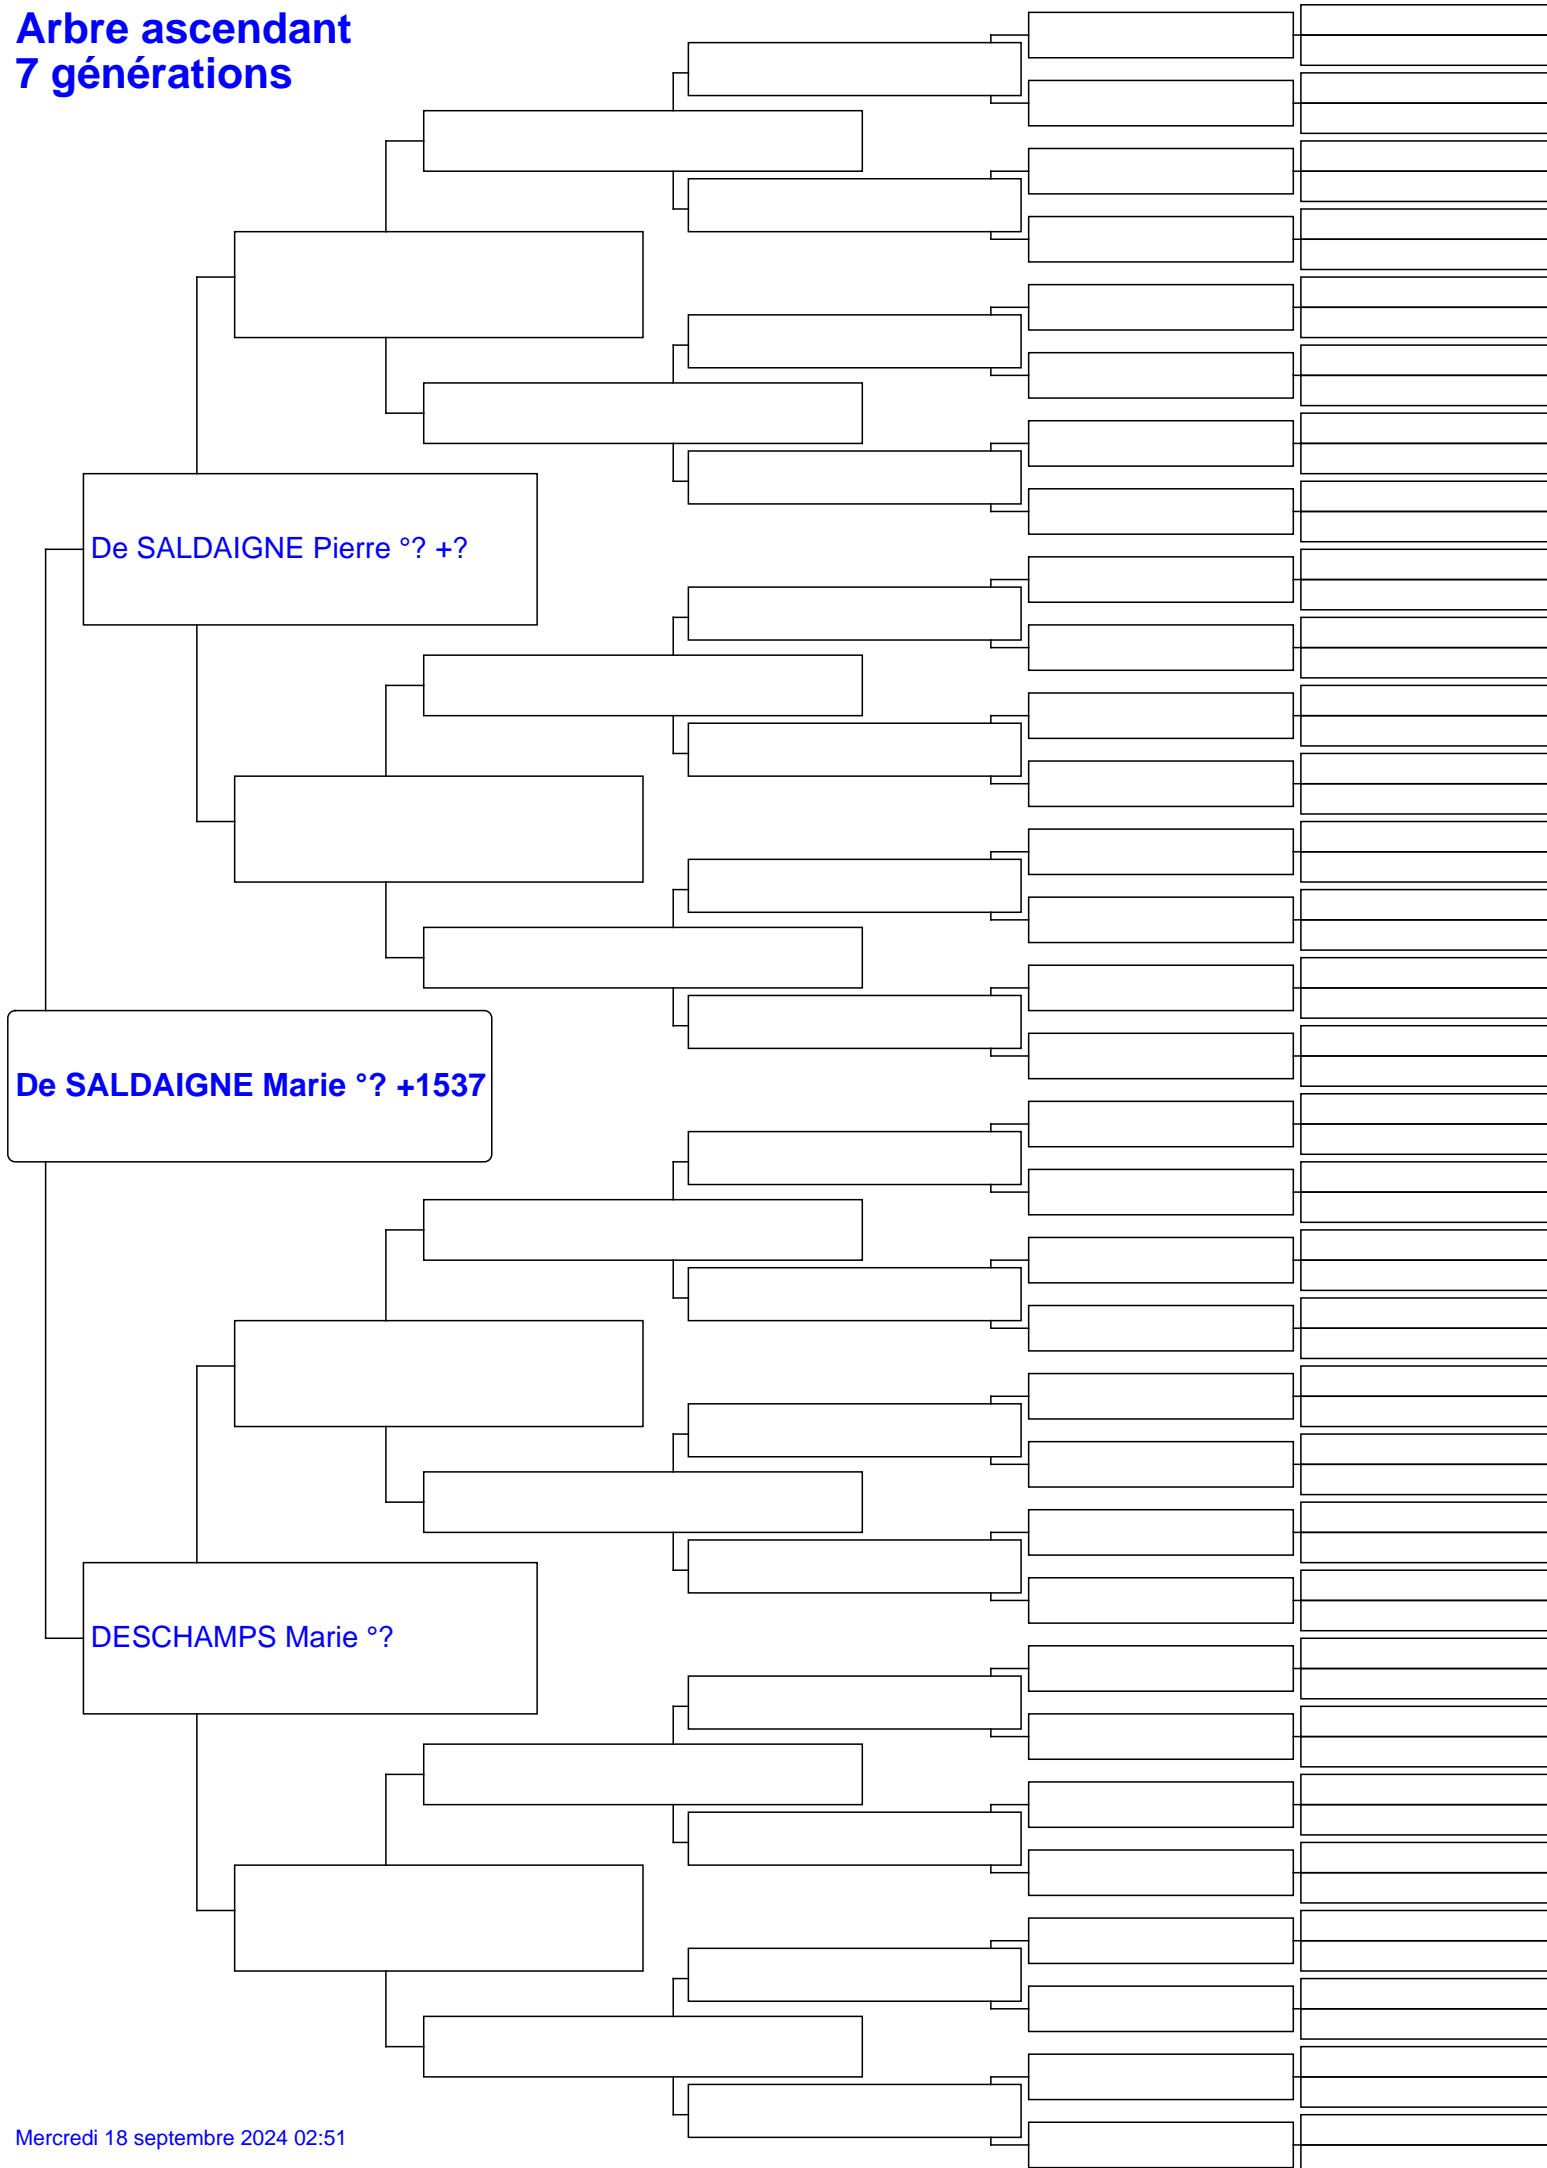 Arbre ascendant
7 générations
De SALDAIGNE Pierre °? +?
De SALDAIGNE Marie °? +1537
DESCHAMPS Marie °?
Mercredi 18 septembre 2024 02:51